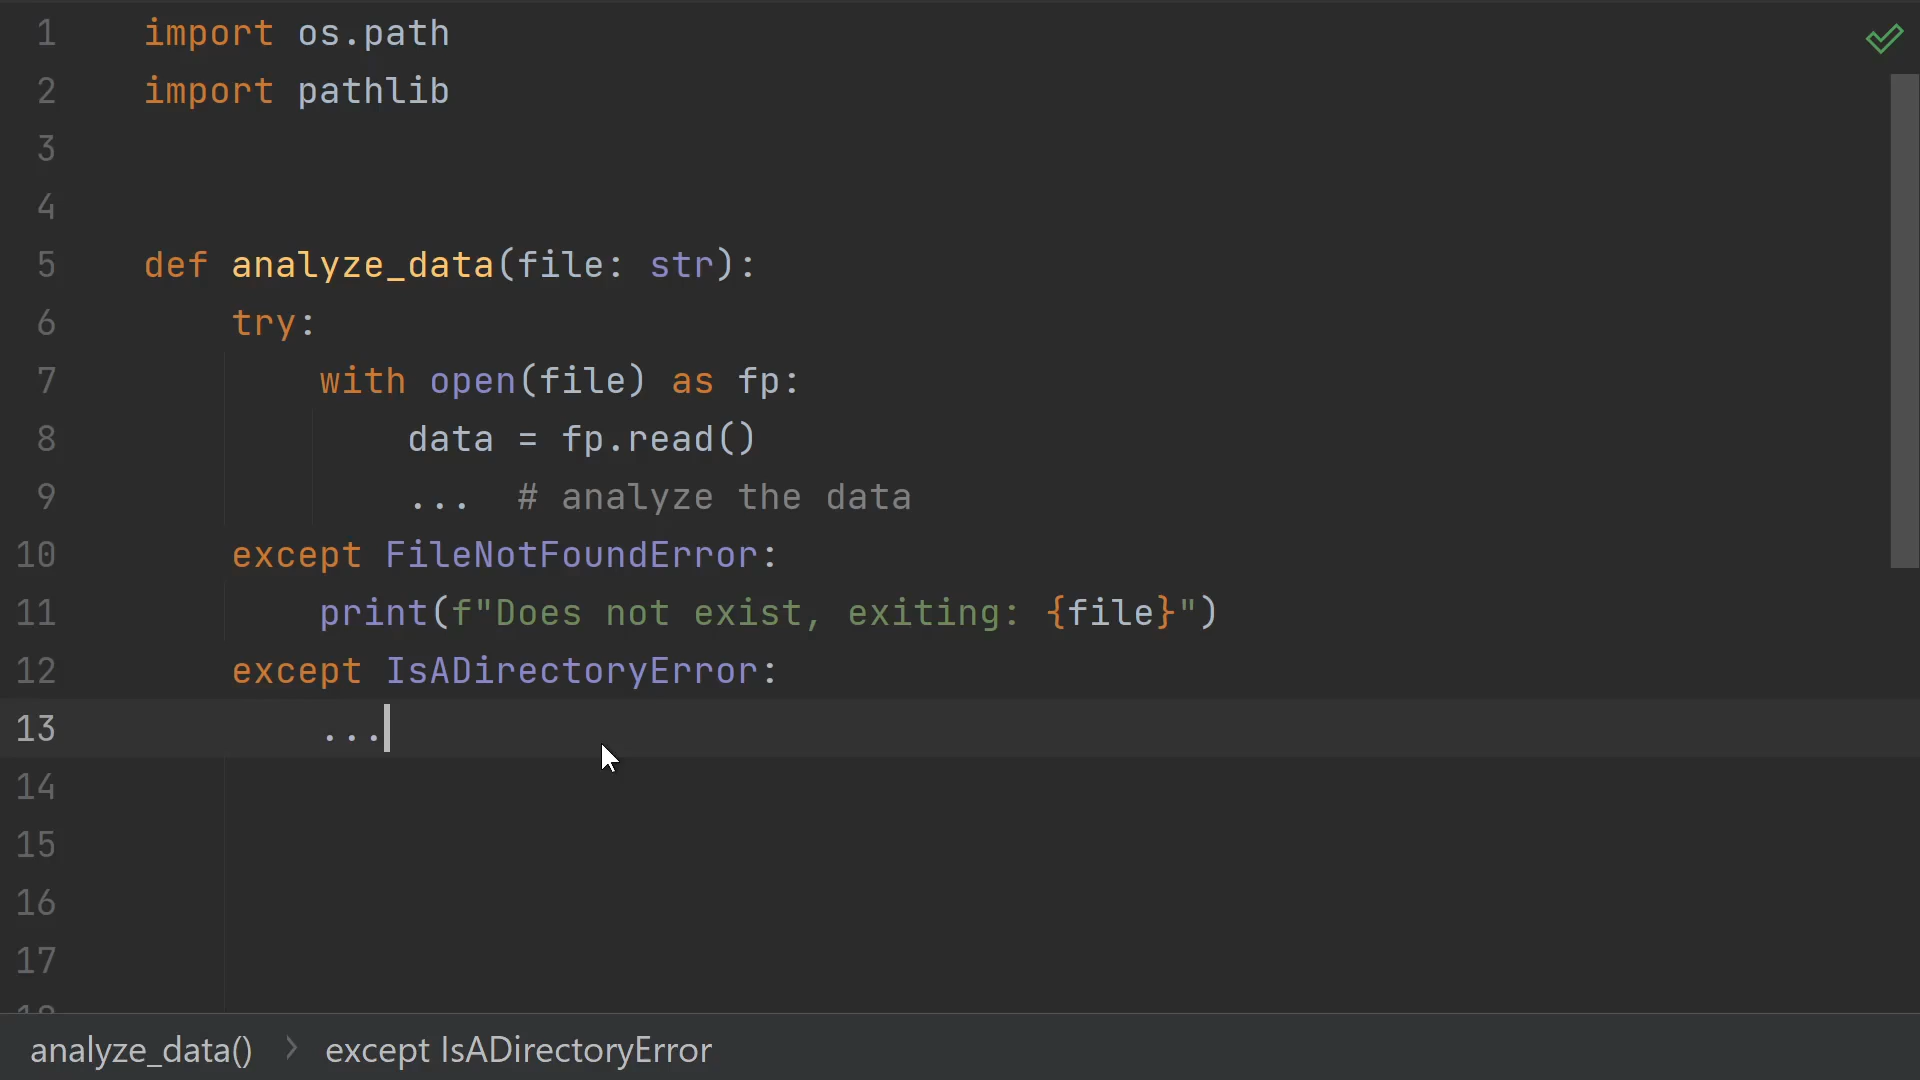 1 import os.path
2 import pathlib
3
4
5 def analyze_data(file: str):
6     try:
7         with open(file) as fp:
8             data = fp.read()
9             ...  # analyze the data
10     except FileNotFoundError:
11         print(f"Does not exist, exiting: {file}")
12     except IsADirectoryError:
13         ...
14
15
16
17
analyze_data() > except IsADirectoryError